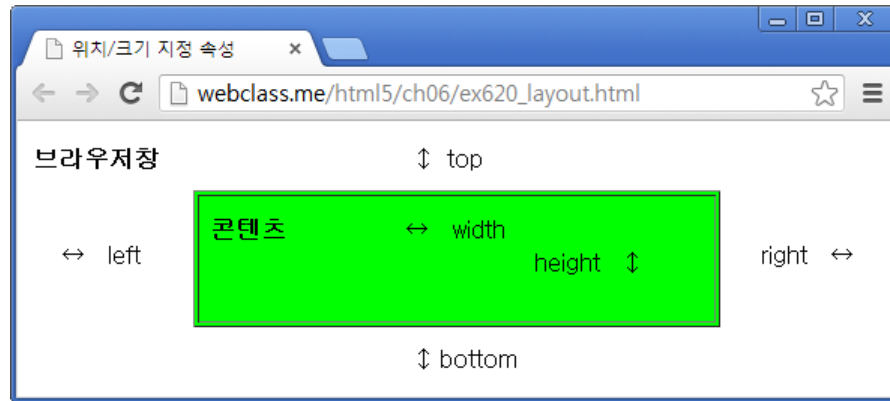 위치/크기 지정 속성
webclass.me/html5/ch06/ex620_layout.html
브라우저창 ↕ top
콘텐츠 ↔ width
↔ left height ↕ right ↔
↕ bottom